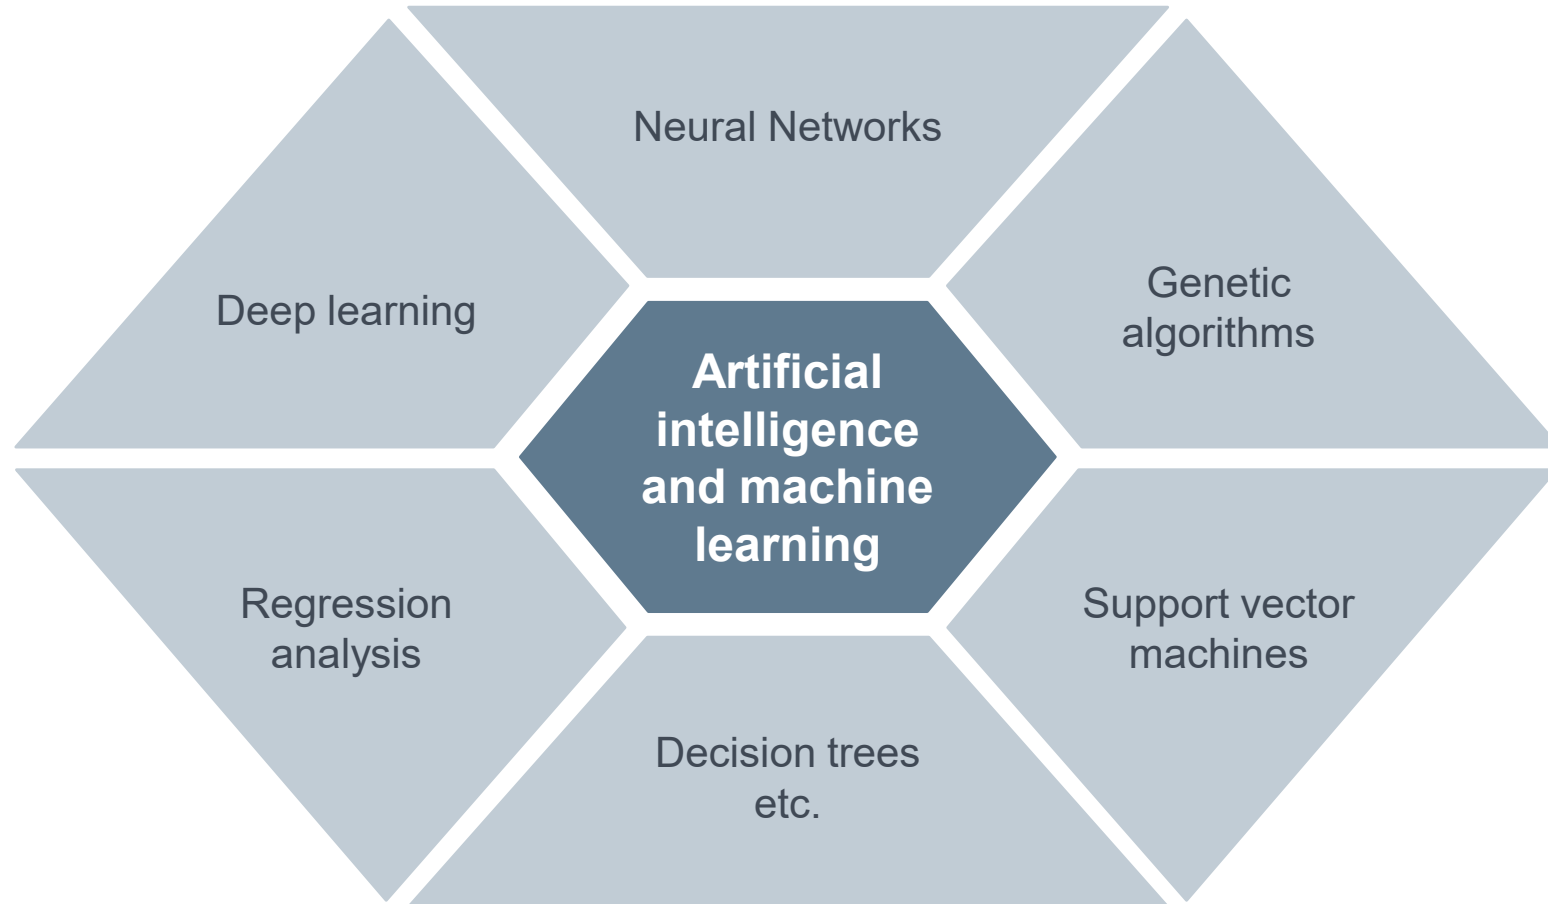 Neural Networks
Deep learning
Genetic
algorithms
Artificial
intelligence
and machine
learning
Regression
analysis
Support vector
machines
Decision trees
etc.